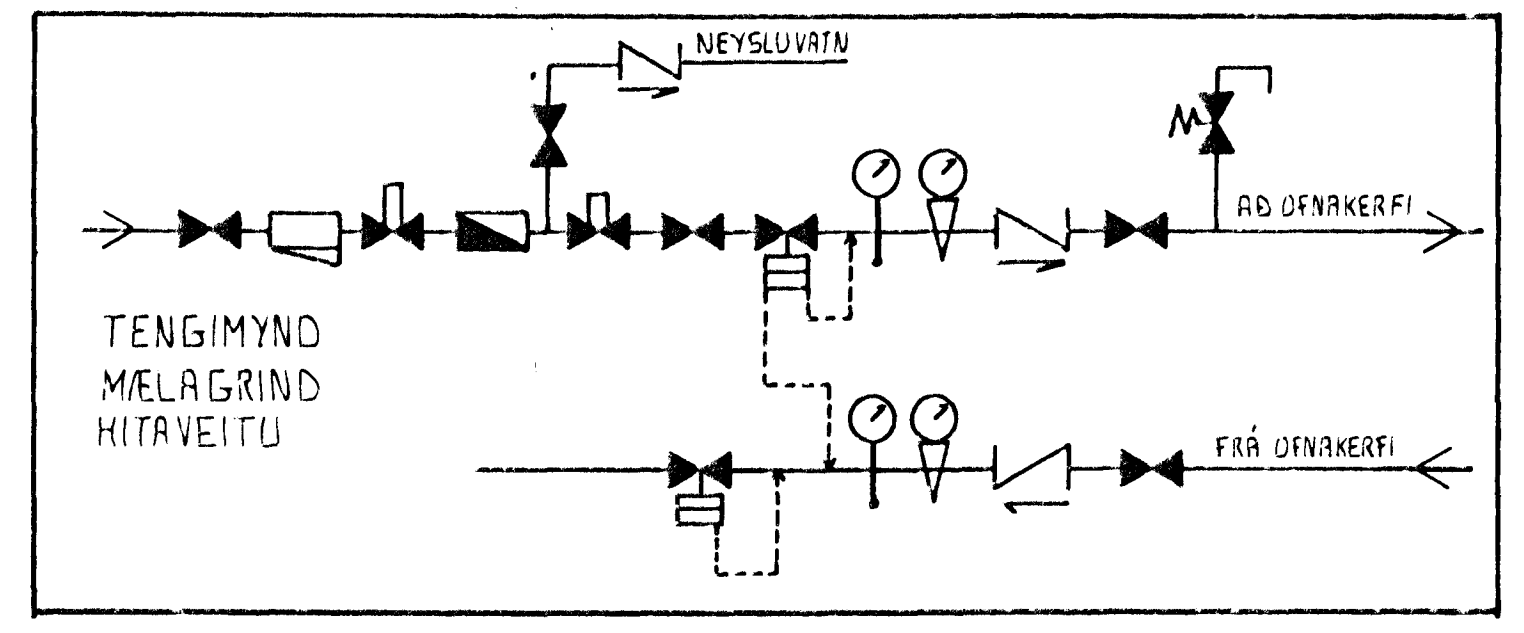 NEYSLUVATN
AÐ OFNAKERFI
TENGIMYND
MÆLAGRIND
HITAVEITU
FRÁ OFNAKERFI